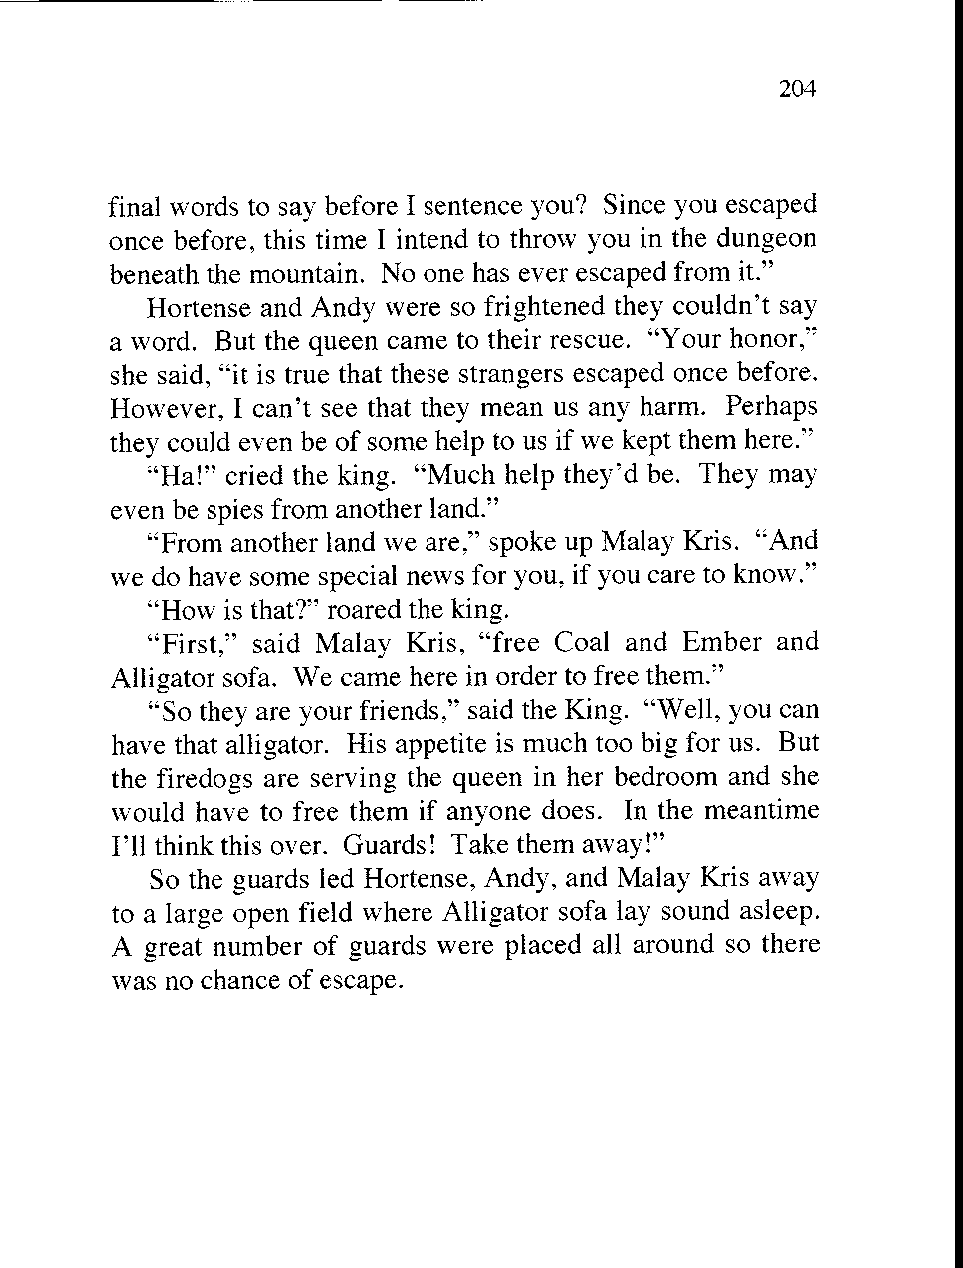 204
final words to say before I sentence you? Since you escaped
once before, this time I intend to throw you in the dungeon
beneath the mountain. No one has ever escaped from it.”
Hortense and Andy were so frightened they couldn’t say
a word. But the queen came to their rescue. “Your honor,”
she said, “it is true that these strangers escaped once before.
However, I can’t see that they mean us any harm. Perhaps
they could even be of some help to us if we kept them here.”
“Ha!” cried the king. “Much help they’d be. They may
even be spies from another land.”
“From another land we are,” spoke up Malay Kris. “And
we do have some special news for you, if you care to know.”
“How is that?” roared the king.
“First,” said Malay Kris, “free Coal and Ember and
Alligator sofa. We came here in order to free them.”
“So they are your friends,” said the King. “Well, you can
have that alligator. His appetite is much too big for us. But
the firedogs are serving the queen in her bedroom and she
would have to free them if anyone does. In the meantime
I’ll think this over. Guards! Take them away!”
So the guards led Hortense, Andy, and Malay Kris away
to a large open field where Alligator sofa lay sound asleep.
A great number of guards were placed all around so there
was no chance of escape.